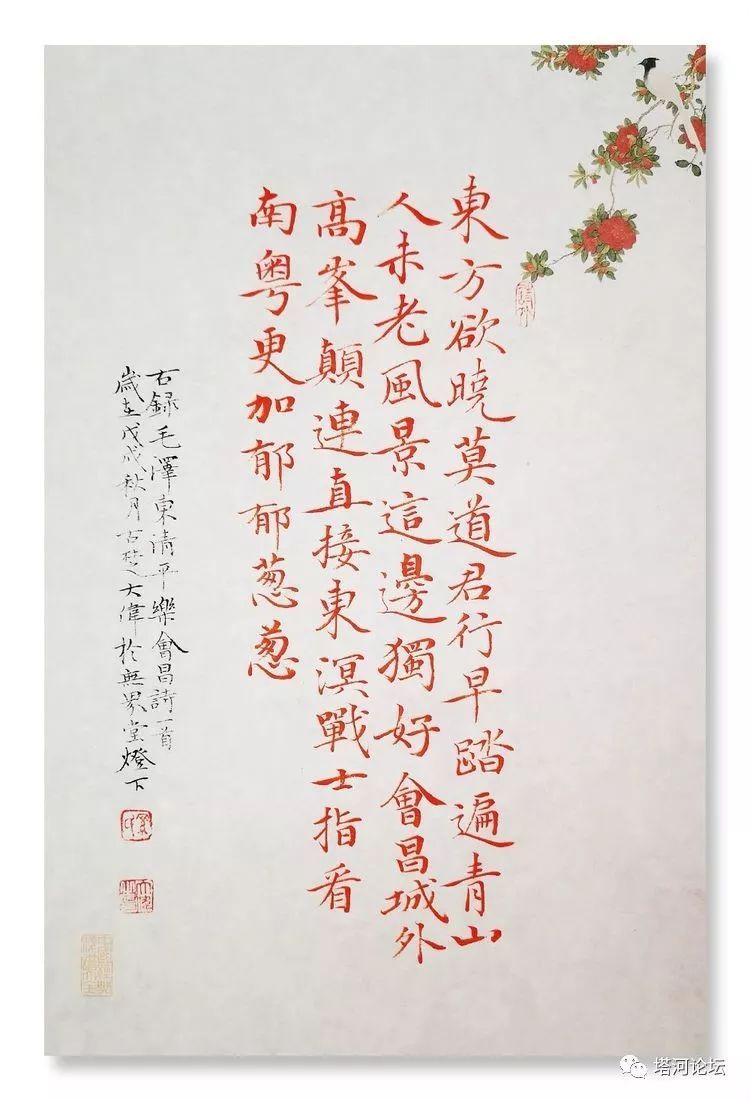 東方欲曉莫道君行早踏遍青山
人未老風景這邊獨好會昌城外
高峯顛連直接東溟戰士指看
南粵更加郁郁葱葱
右録毛澤東清平樂會昌詩一首
歲在戊戌秋月古楚大偉於無界堂燈下
塔河论坛